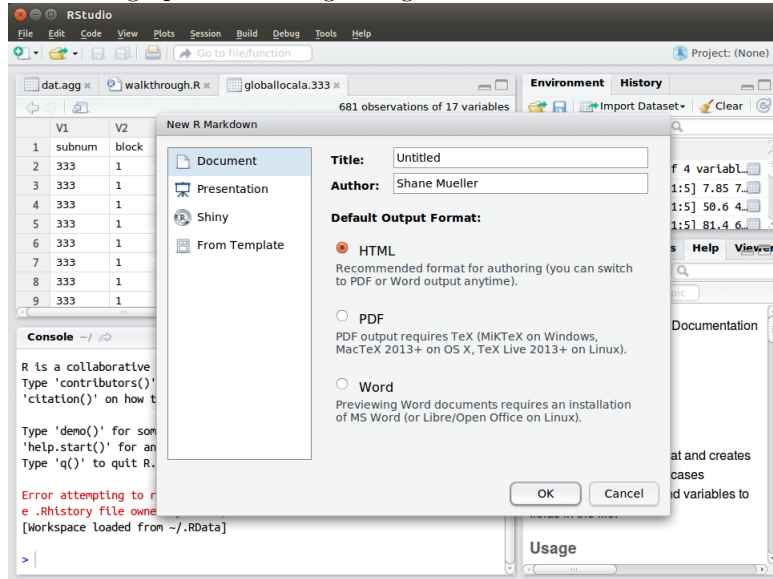 RStudio
File Edit Code View Plots Session Build Debug Tools Help
Go to file/function
Project: (None)
dat.agg
walkthrough.R
globallocala.333
681 observations of 17 variables
V1 V2
1 subnum block
2 333 1
3 333 1
4 333 1
5 333 1
6 333 1
7 333 1
8 333 1
9 333 1
Console ~/
R is a collaborative
Type 'contributors()'
'citation()' on how t
Type 'demo()' for som
'help.start()' for an
Type 'q()' to quit R.
Error attempting to r
e .Rhistory file owne
[Workspace loaded from ~/.RData]
>
New R Markdown
Document
Presentation
Shiny
From Template
Title: Untitled
Author: Shane Mueller
Default Output Format:
HTML
Recommended format for authoring (you can switch
to PDF or Word output anytime).
PDF
PDF output requires TeX (MiKTeX on Windows,
MacTeX 2013+ on OS X, TeX Live 2013+ on Linux).
Word
Previewing Word documents requires an installation
of MS Word (or Libre/Open Office on Linux).
OK Cancel
Environment History
Import Dataset Clear
f 4 variabl…
1:5] 7.85 7…
1:5] 50.6 4…
1:5] 81.4 6…
s Help Viewer
Documentation
at and creates
cases
d variables to
Usage